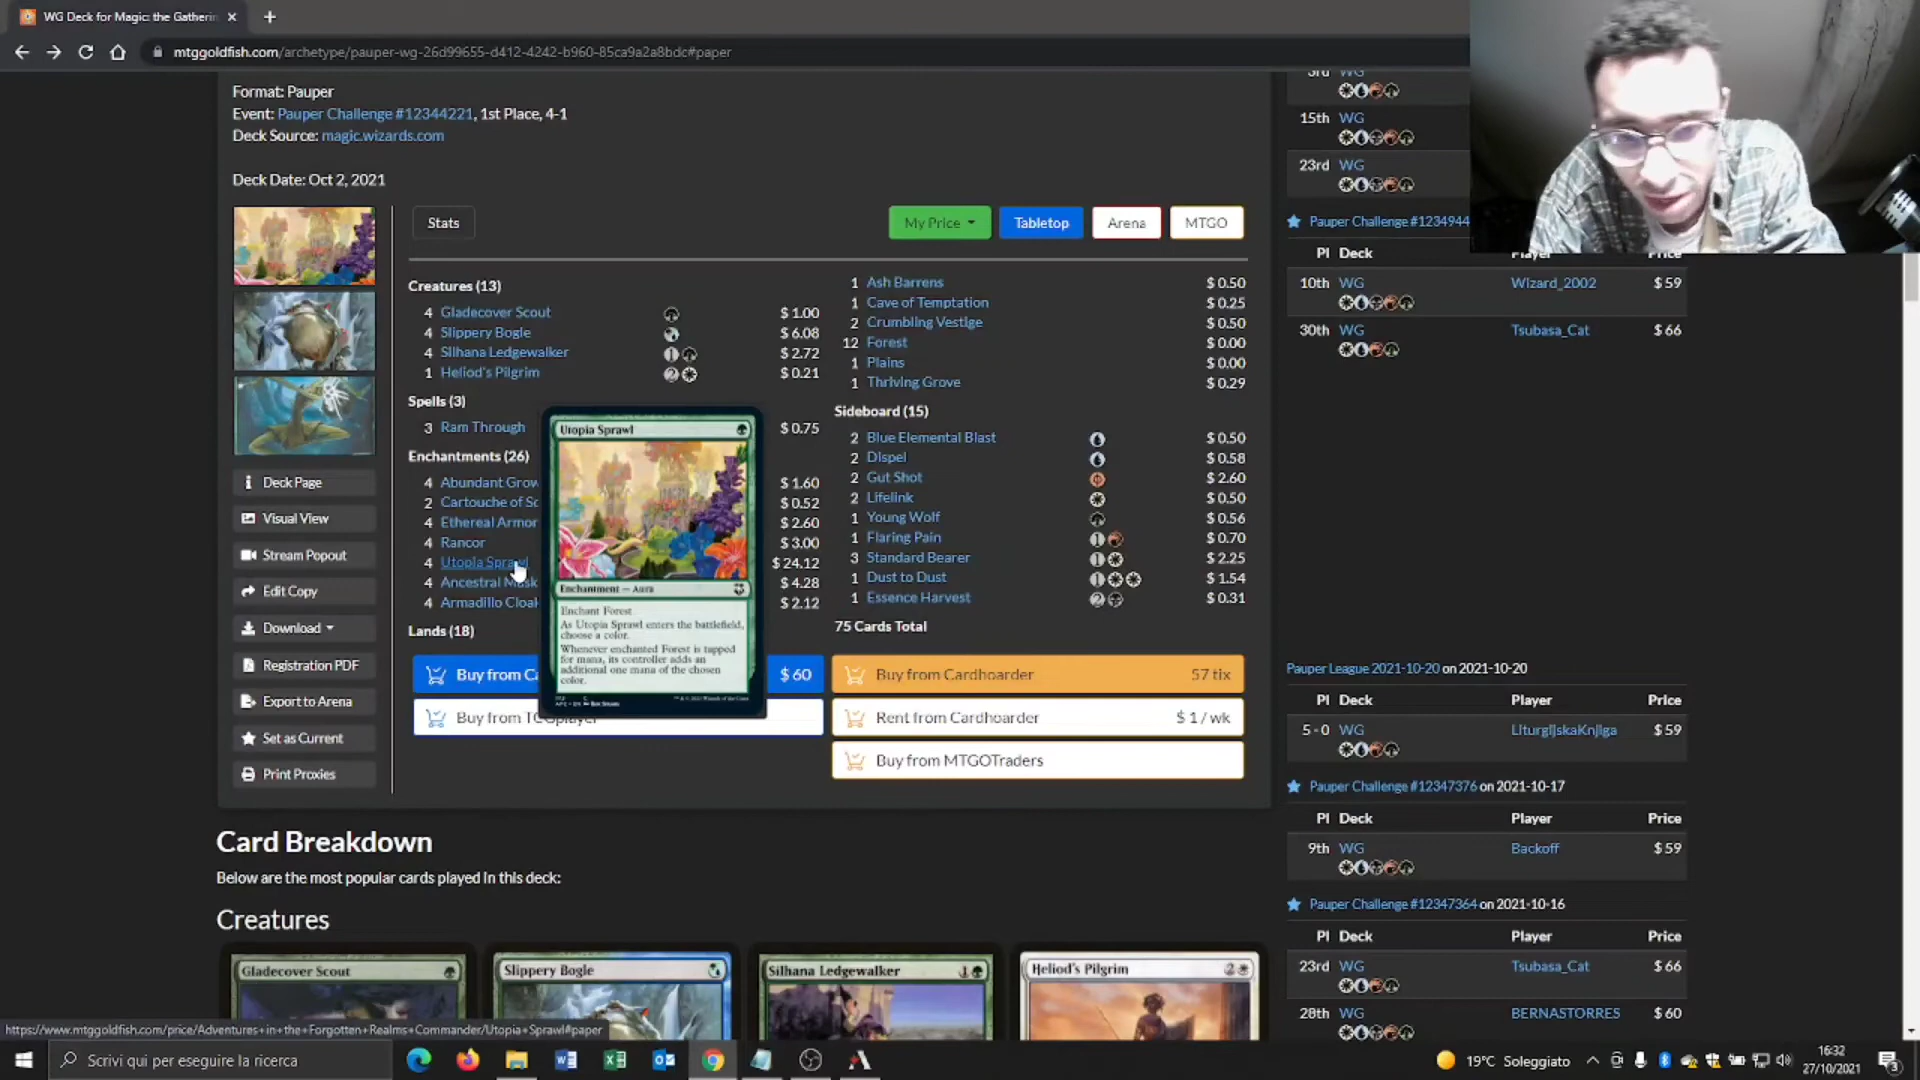 WG Deck for Magic: the Gatherin
mtggoldfish.com/archetype/pauper-wg-26d99655-d412-4242-b960-85ca9a2a8bdc#paper
Format: Pauper
Event: Pauper Challenge #12344221, 1st Place, 4-1
Deck Source: magic.wizards.com
Deck Date: Oct 2, 2021
Stats
My Price
Tabletop
Arena
MTGO
Creatures (13)
4 Gladecover Scout $ 1.00
4 Slippery Bogle $ 6.08
4 Silhana Ledgewalker $ 2.72
1 Heliod's Pilgrim $ 0.21
Spells (3)
3 Ram Through $ 0.75
Enchantments (26)
4 Abundant Grow $ 1.60
2 Cartouche of So $ 0.52
4 Ethereal Armor $ 2.60
4 Rancor $ 3.00
4 Utopia Sprawl $ 24.12
4 Ancestral Mask $ 4.28
4 Armadillo Cloak $ 2.12
Lands (18)
1 Ash Barrens $ 0.50
1 Cave of Temptation $ 0.25
2 Crumbling Vestige $ 0.50
12 Forest $ 0.00
1 Plains $ 0.00
1 Thriving Grove $ 0.29
Sideboard (15)
2 Blue Elemental Blast $ 0.50
2 Dispel $ 0.58
2 Gut Shot $ 2.60
2 Lifelink $ 0.50
1 Young Wolf $ 0.56
1 Flaring Pain $ 0.70
3 Standard Bearer $ 2.25
1 Dust to Dust $ 1.54
1 Essence Harvest $ 0.31
75 Cards Total
Utopia Sprawl
Enchantment — Aura
Enchant Forest
As Utopia Sprawl enters the battlefield,
choose a color.
Whenever enchanted Forest is tapped
for mana, its controller adds an
additional one mana of the chosen
color.
Deck Page
Visual View
Stream Popout
Edit Copy
Download
Registration PDF
Export to Arena
Set as Current
Print Proxies
Buy from Ca $ 60
Buy from TCGplayer
Buy from Cardhoarder 57 tix
Rent from Cardhoarder $ 1 / wk
Buy from MTGOTraders
Card Breakdown
Below are the most popular cards played in this deck:
Creatures
Gladecover Scout
Slippery Bogle
Silhana Ledgewalker 1
Heliod's Pilgrim 2
3rd WG
15th WG
23rd WG
Pauper Challenge #1234944
Pl Deck Player Price
10th WG Wizard_2002 $ 59
30th WG Tsubasa_Cat $ 66
Pauper League 2021-10-20 on 2021-10-20
Pl Deck Player Price
5 - 0 WG LiturgijskaKnjiga $ 59
Pauper Challenge #12347376 on 2021-10-17
Pl Deck Player Price
9th WG Backoff $ 59
Pauper Challenge #12347364 on 2021-10-16
Pl Deck Player Price
23rd WG Tsubasa_Cat $ 66
28th WG BERNASTORRES $ 60
https://www.mtggoldfish.com/price/Adventures+in+the+Forgotten+Realms+Commander/Utopia+Sprawl#paper
Scrivi qui per eseguire la ricerca
19°C Soleggiato
16:32
27/10/2021
3